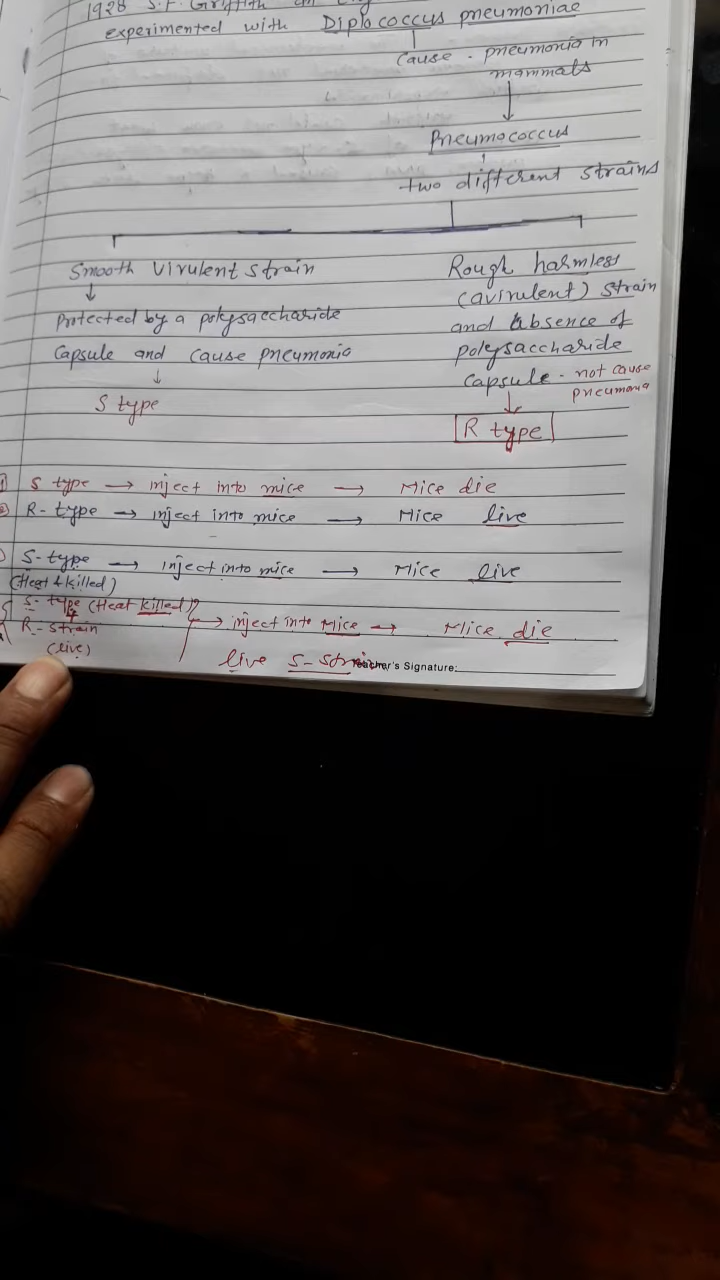 1928 S.F. Griffith an
experimented with Diplococcus pneumoniae
Cause - pneumonia in
mammals
Pneumococcus
two different strains
Smooth Virulent strain
Protected by a polysaccharide
Capsule and cause pneumonia
S type
Rough harmless
(avirulent) strain
and Absence of
polysaccharide
Capsule - not cause
pneumonia
R type
S type → inject into mice → Mice die
R- type → inject into mice → Mice live
S-type → inject into mice → Mice live
(Heat killed)
S- type (Heat killed)
+
R- strain → inject into Mice → Mice die
(live)
live S- strain
Teacher's Signature: